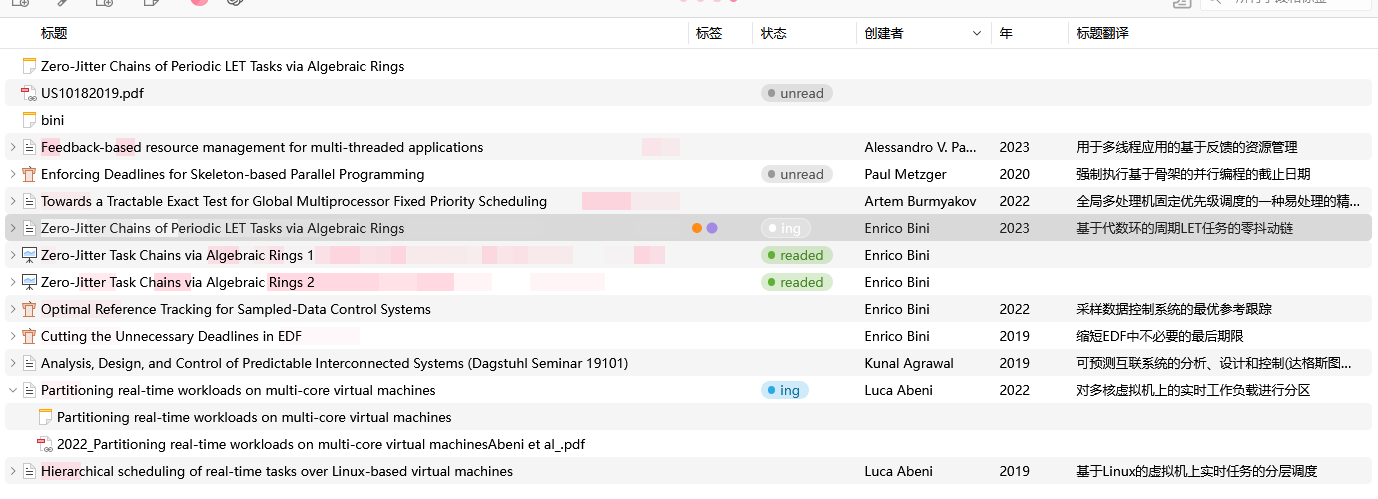 标题 标签 状态 创建者 年 标题翻译
Zero-Jitter Chains of Periodic LET Tasks via Algebraic Rings
US10182019.pdf unread
bini
Feedback-based resource management for multi-threaded applications Alessandro V. Pa... 2023 用于多线程应用的基于反馈的资源管理
Enforcing Deadlines for Skeleton-based Parallel Programming unread Paul Metzger 2020 强制执行基于骨架的并行编程的截止日期
Towards a Tractable Exact Test for Global Multiprocessor Fixed Priority Scheduling Artem Burmyakov 2022 全局多处理机固定优先级调度的一种易处理的精...
Zero-Jitter Chains of Periodic LET Tasks via Algebraic Rings ing Enrico Bini 2023 基于代数环的周期LET任务的零抖动链
Zero-Jitter Task Chains via Algebraic Rings 1 readed Enrico Bini
Zero-Jitter Task Chains via Algebraic Rings 2 readed Enrico Bini
Optimal Reference Tracking for Sampled-Data Control Systems Enrico Bini 2022 采样数据控制系统的最优参考跟踪
Cutting the Unnecessary Deadlines in EDF Enrico Bini 2019 缩短EDF中不必要的最后期限
Analysis, Design, and Control of Predictable Interconnected Systems (Dagstuhl Seminar 19101) Kunal Agrawal 2019 可预测互联系统的分析、设计和控制(达格斯图...
Partitioning real-time workloads on multi-core virtual machines ing Luca Abeni 2022 对多核虚拟机上的实时工作负载进行分区
Partitioning real-time workloads on multi-core virtual machines
2022_Partitioning real-time workloads on multi-core virtual machinesAbeni et al_.pdf
Hierarchical scheduling of real-time tasks over Linux-based virtual machines Luca Abeni 2019 基于Linux的虚拟机上实时任务的分层调度